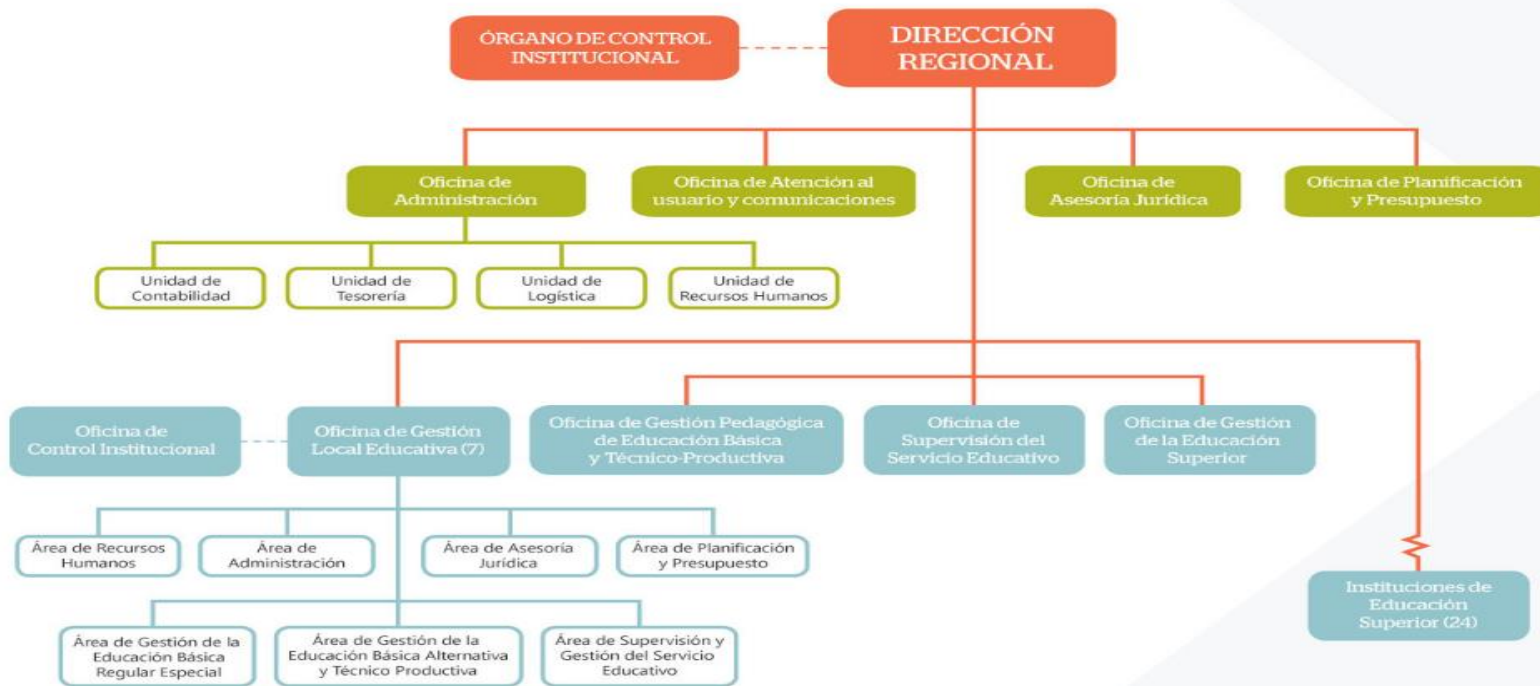 ÓRGANO DE CONTROL
INSTITUCIONAL
DIRECCIÓN
REGIONAL
Oficina de
Administración
Oficina de Atención al
usuario y comunicaciones
Oficina de
Asesoría Jurídica
Oficina de Planificación
y Presupuesto
Unidad de
Contabilidad
Unidad de
Tesorería
Unidad de
Logística
Unidad de
Recursos Humanos
Oficina de
Control Institucional
Oficina de Gestión
Local Educativa (7)
Oficina de Gestión Pedagógica
de Educación Básica
y Técnico-Productiva
Oficina de
Supervisión del
Servicio Educativo
Oficina de Gestión
de la Educación
Superior
Área de Recursos
Humanos
Área de
Administración
Área de Asesoría
Jurídica
Área de Planificación
y Presupuesto
Instituciones de
Educación
Superior (24)
Área de Gestión de la
Educación Básica
Regular Especial
Área de Gestión de la
Educación Básica Alternativa
y Técnico Productiva
Área de Supervisión y
Gestión del Servicio
Educativo